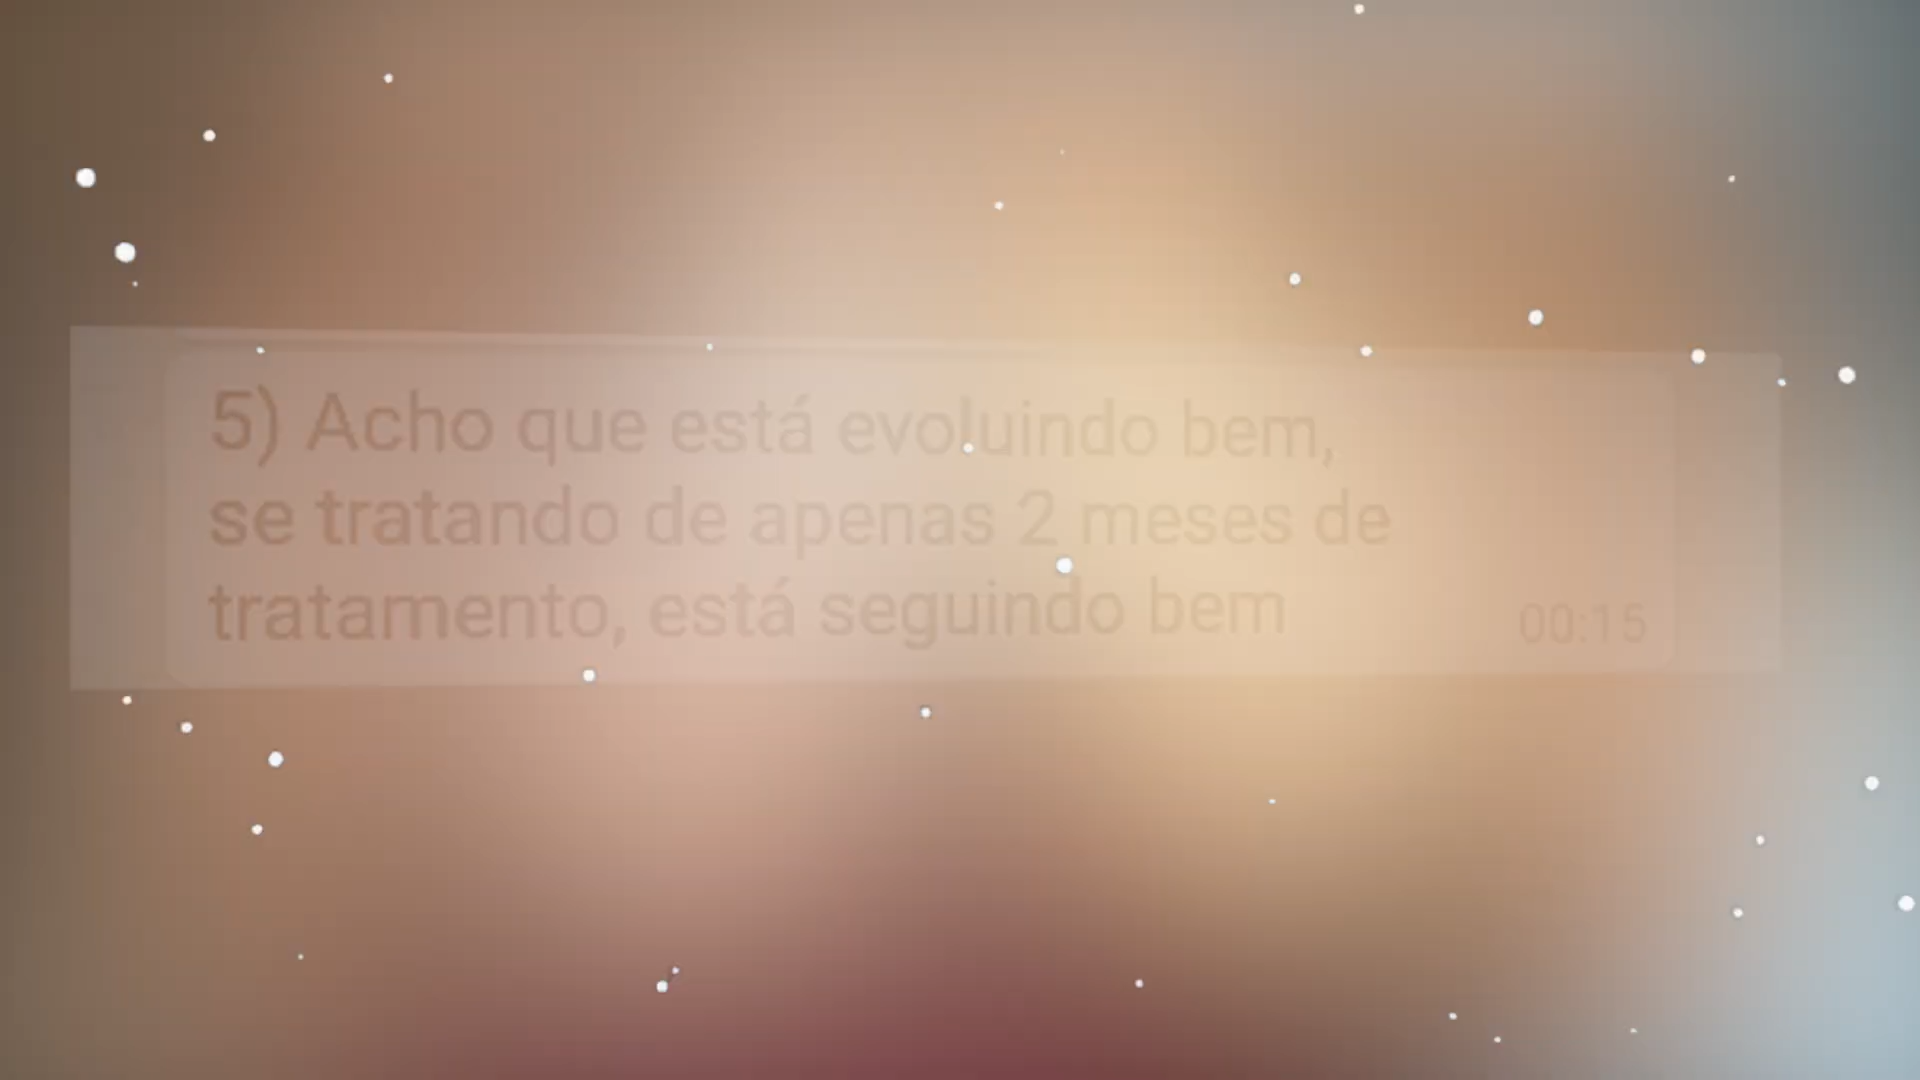 5) Acho que está evoluindo bem,
se tratando de apenas 2 meses de
tratamento, está seguindo bem
00:15